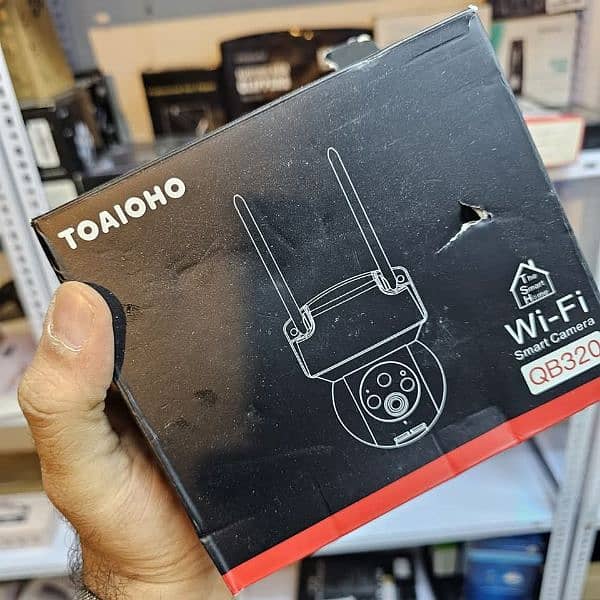 TOAIOHO
The
Smart
Home
Wi-Fi
Smart Camera
QB320